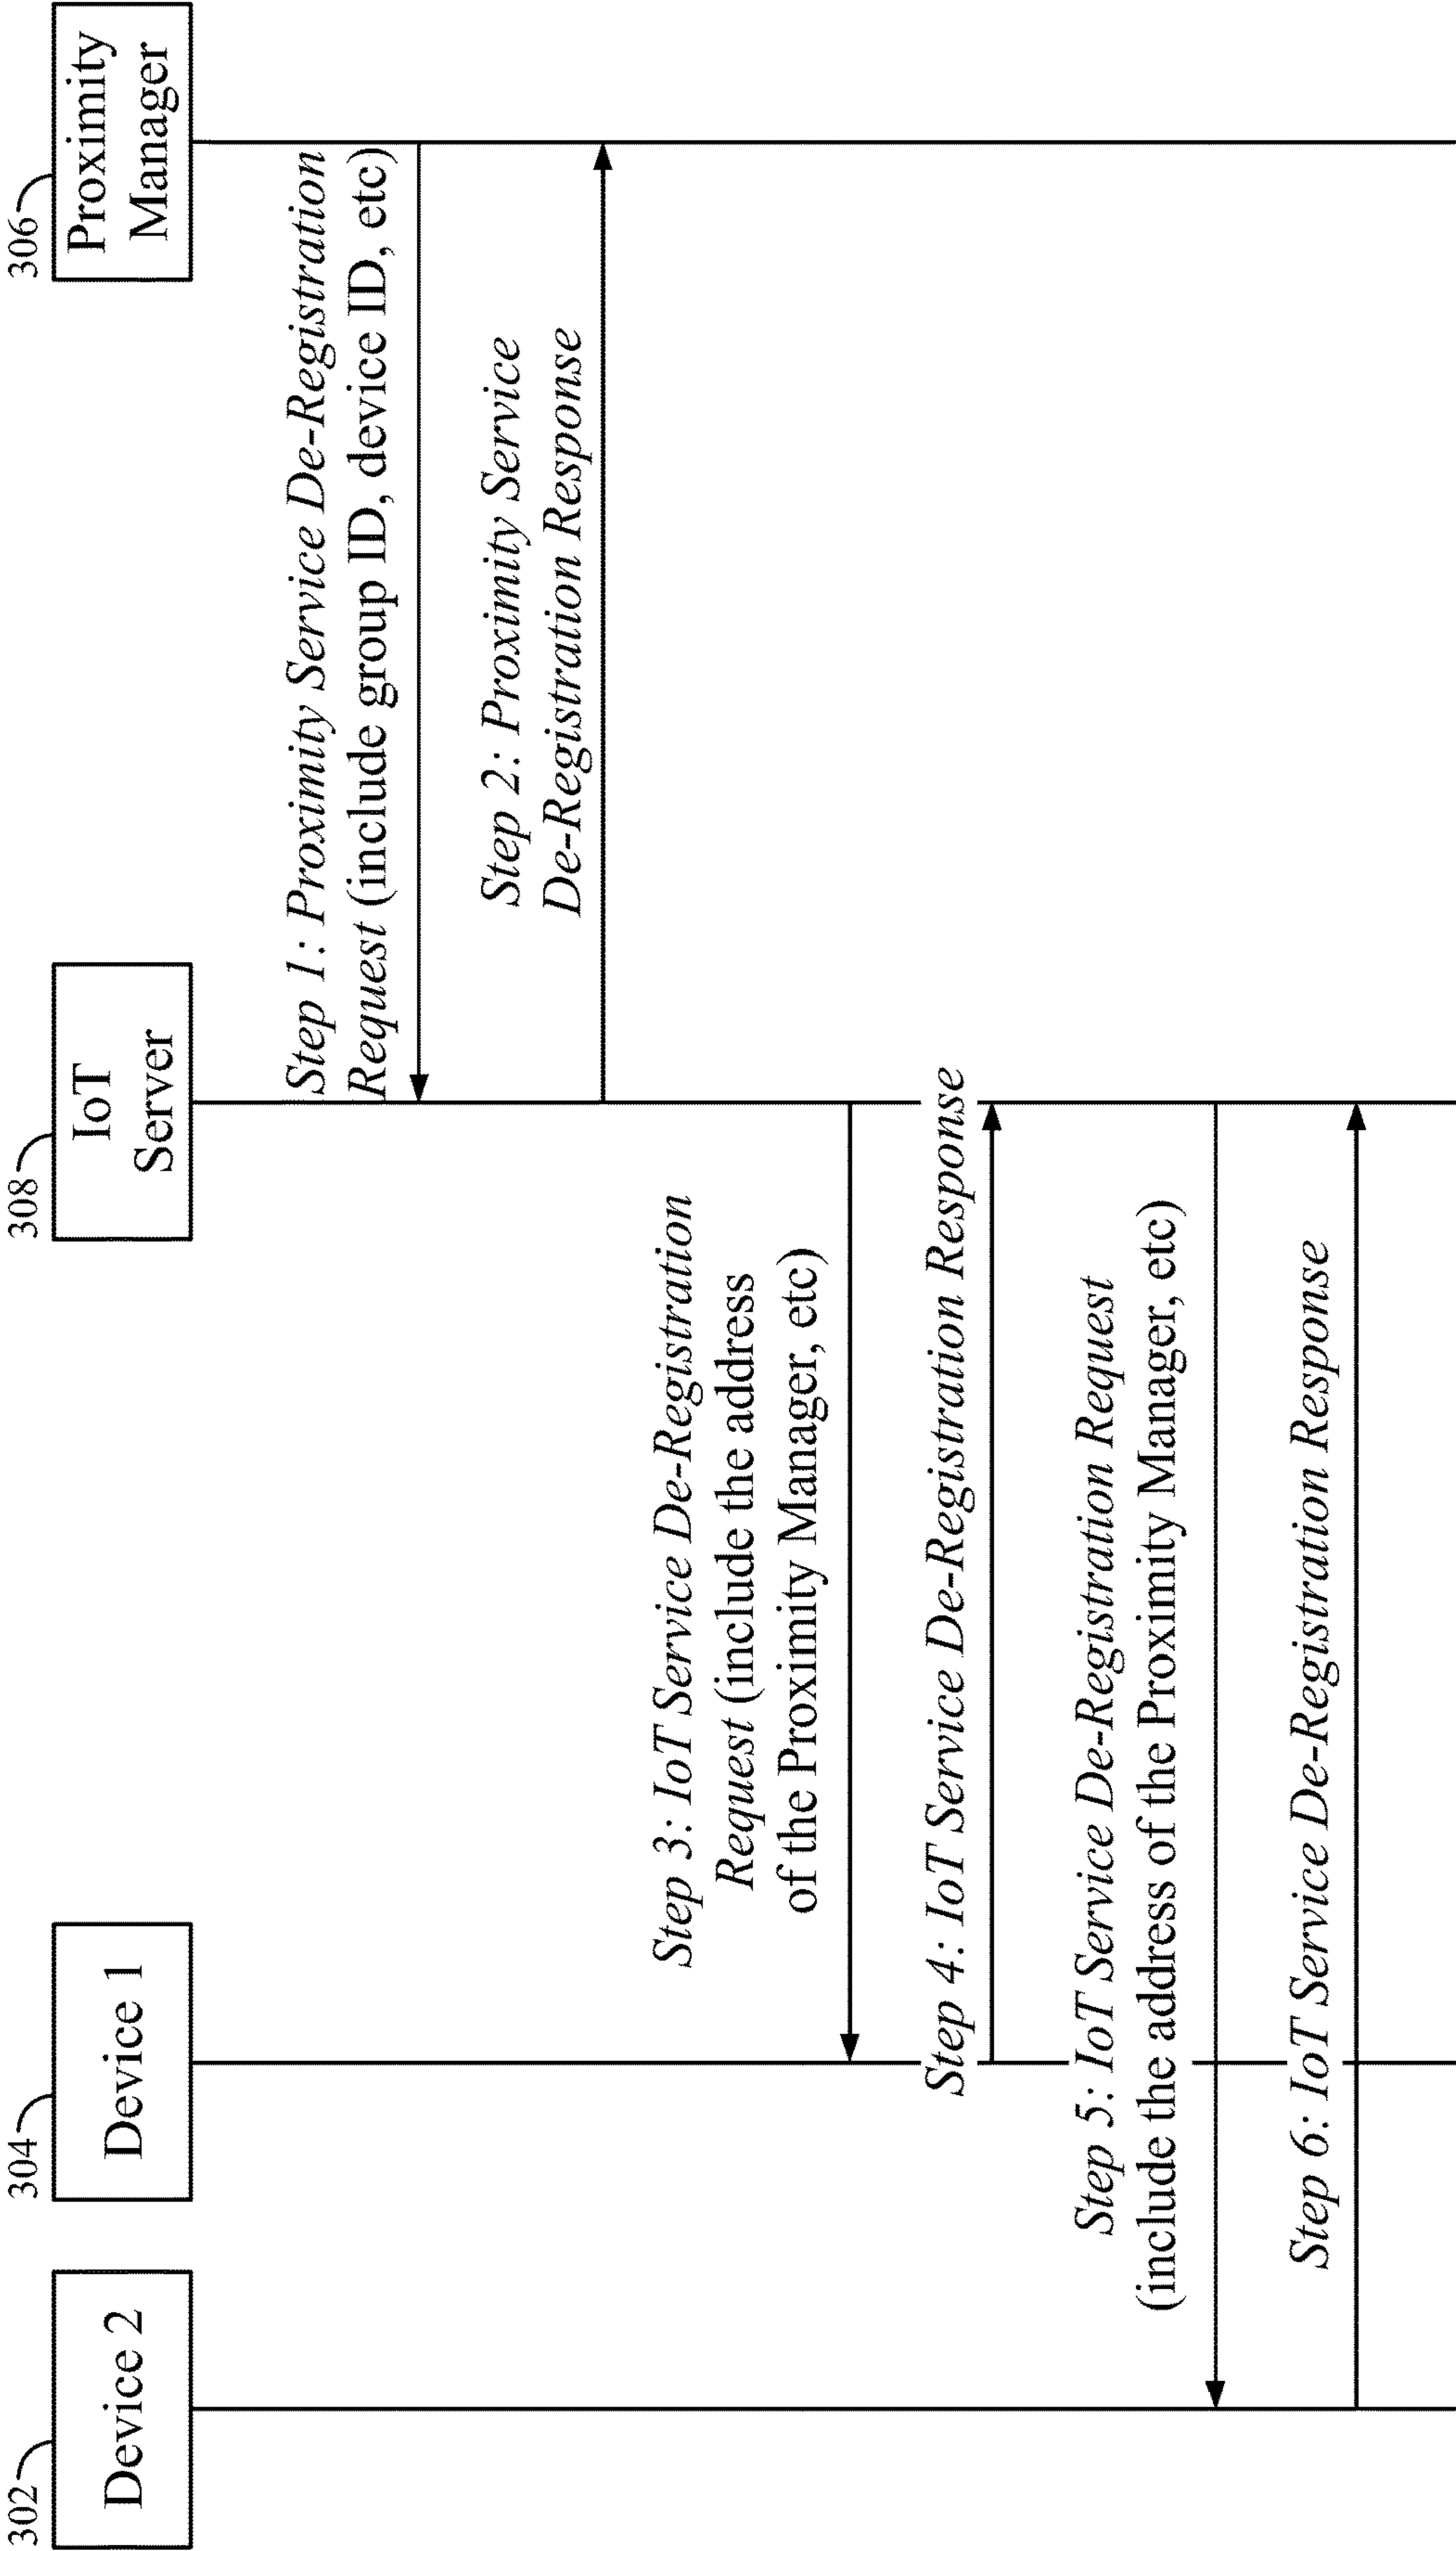 302
Device 2
304
Device 1
308
IoT
Server
306
Proximity
Manager
Step 1: Proximity Service De-Registration
Request (include group ID, device ID, etc)
Step 2: Proximity Service
De-Registration Response
Step 3: IoT Service De-Registration
Request (include the address
of the Proximity Manager, etc)
Step 4: IoT Service De-Registration Response
Step 5: IoT Service De-Registration Request
(include the address of the Proximity Manager, etc)
Step 6: IoT Service De-Registration Response